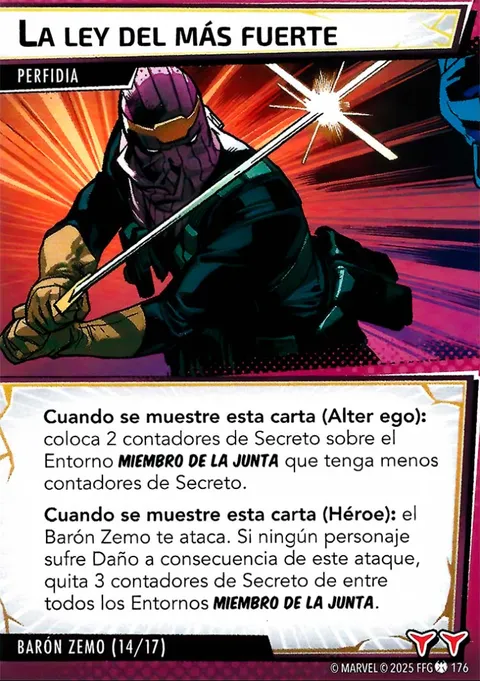 La ley del más fuerte
PERFIDIA
Cuando se muestre esta carta (Alter ego):
coloca 2 contadores de Secreto sobre el
Entorno MIEMBRO DE LA JUNTA que tenga menos
contadores de Secreto.
Cuando se muestre esta carta (Héroe): el
Barón Zemo te ataca. Si ningún personaje
sufre Daño a consecuencia de este ataque,
quita 3 contadores de Secreto de entre
todos los Entornos MIEMBRO DE LA JUNTA.
BARÓN ZEMO (14/17)
© MARVEL © 2025 FFG 176